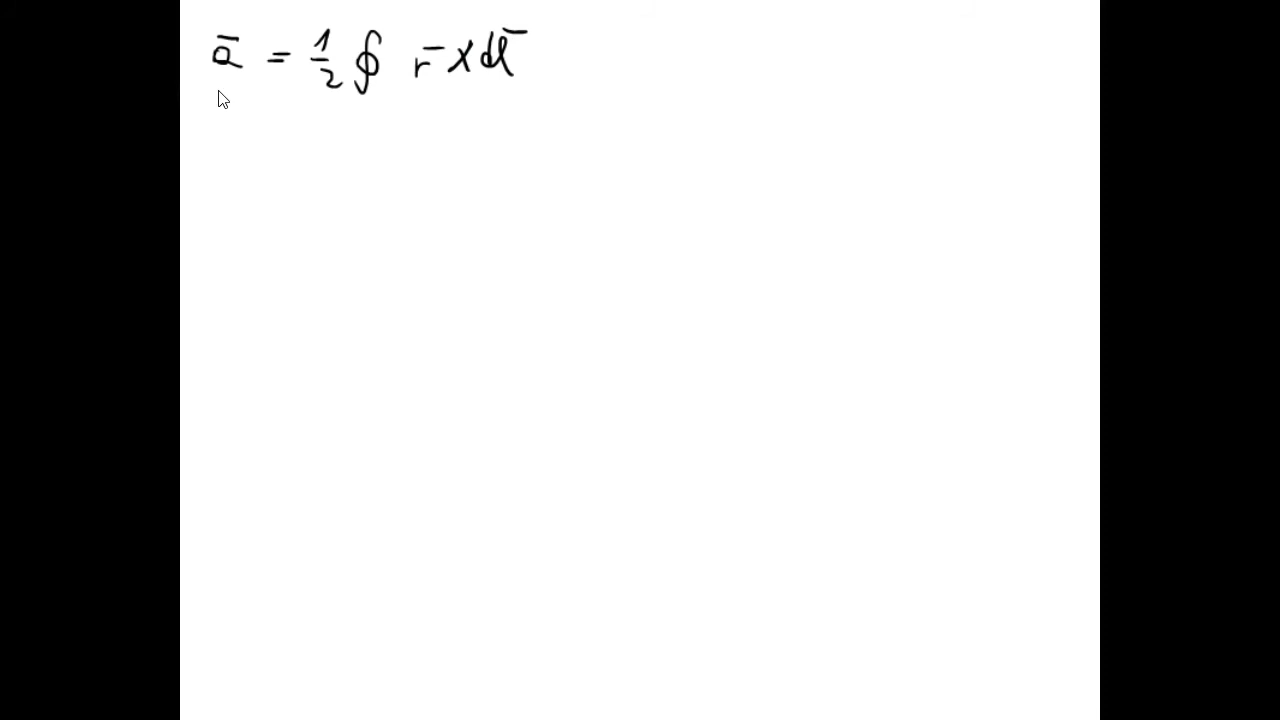 ā = 1/2 ∮ r̄ x dl̄